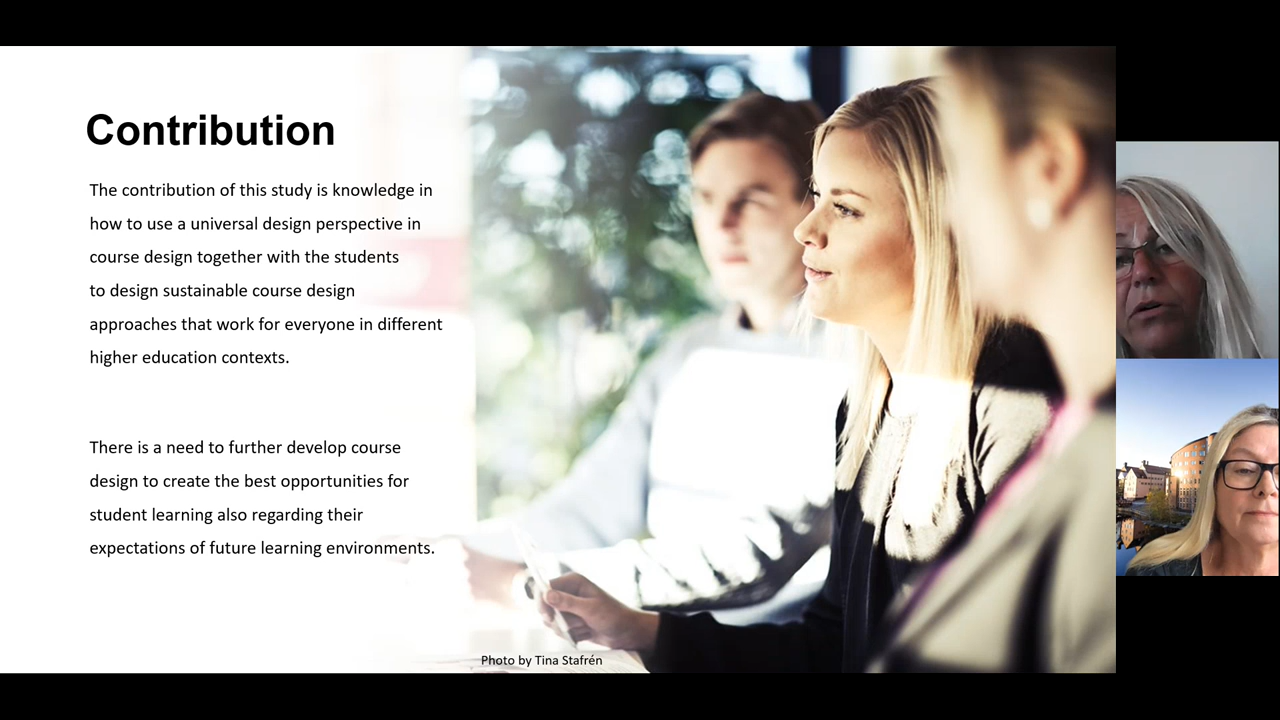 Contribution
The contribution of this study is knowledge in
how to use a universal design perspective in
course design together with the students
to design sustainable course design
approaches that work for everyone in different
higher education contexts.
There is a need to further develop course
design to create the best opportunities for
student learning also regarding their
expectations of future learning environments.
Photo by Tina Stafrén